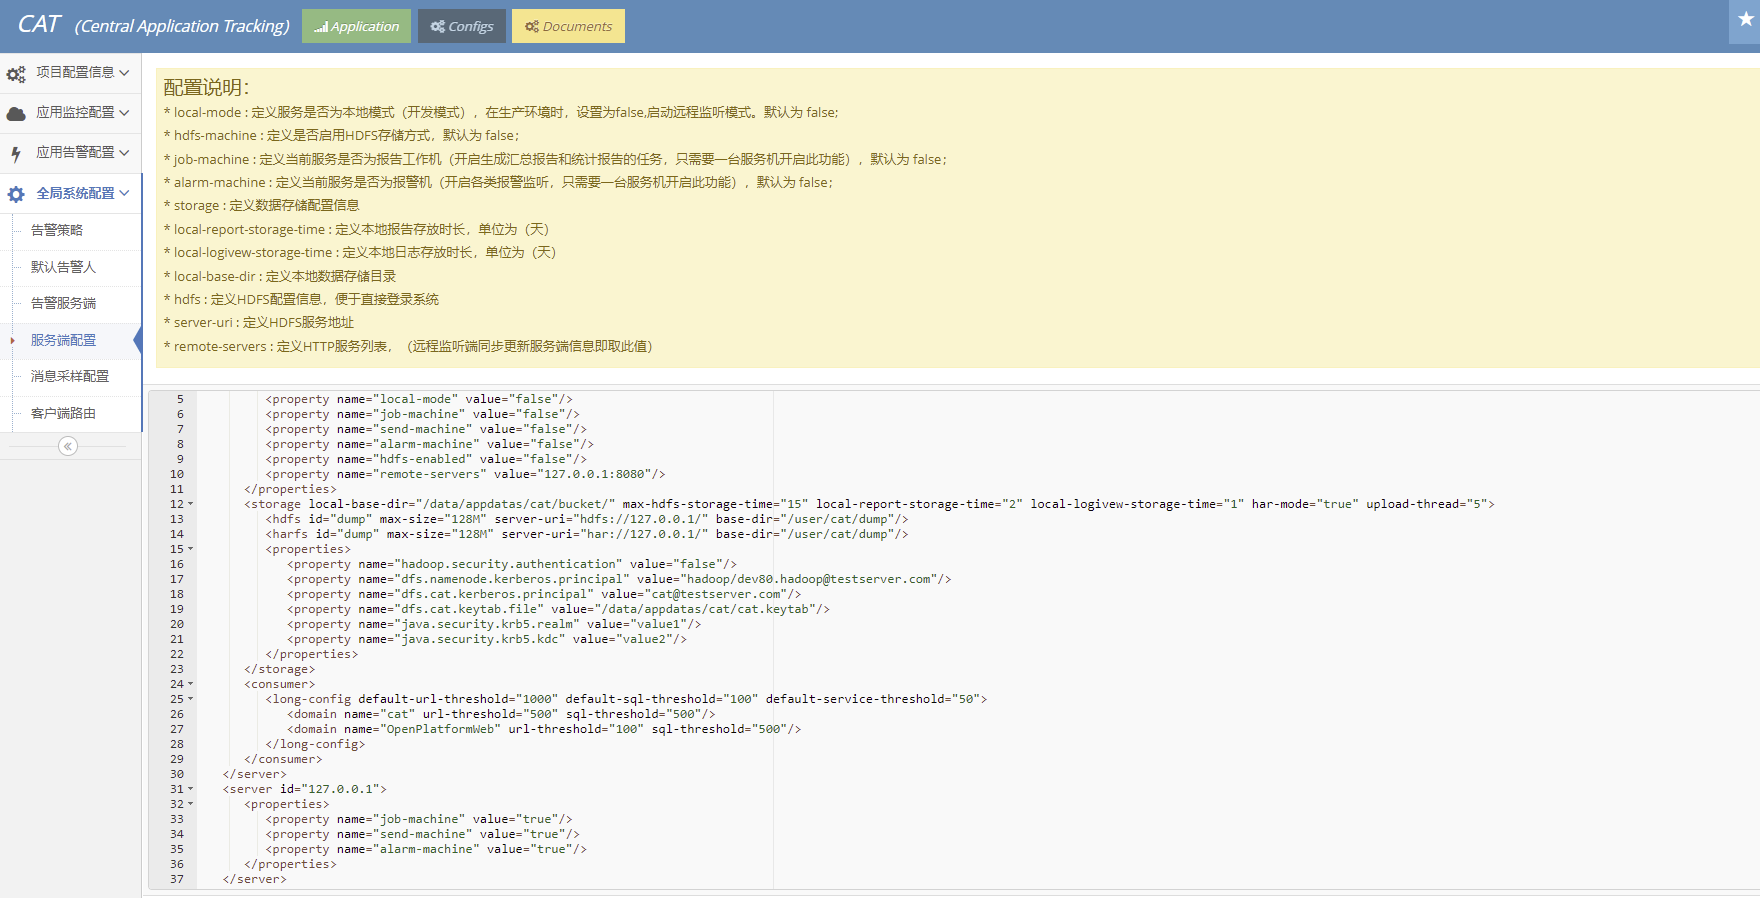 CAT (Central Application Tracking) Application Configs Documents
项目配置信息
应用监控配置
应用告警配置
全局系统配置
告警策略
默认告警人
告警服务端
服务端配置
消息采样配置
客户端路由
配置说明：
* local-mode : 定义服务是否为本地模式（开发模式），在生产环境时，设置为false,启动远程监听模式。默认为 false;
* hdfs-machine : 定义是否启用HDFS存储方式，默认为 false；
* job-machine : 定义当前服务是否为报告工作机（开启生成汇总报告和统计报告的任务，只需要一台服务机开启此功能），默认为 false；
* alarm-machine : 定义当前服务是否为报警机（开启各类报警监听，只需要一台服务机开启此功能），默认为 false；
* storage : 定义数据存储配置信息
* local-report-storage-time : 定义本地报告存放时长，单位为（天）
* local-logivew-storage-time : 定义本地日志存放时长，单位为（天）
* local-base-dir : 定义本地数据存储目录
* hdfs : 定义HDFS配置信息，便于直接登录系统
* server-uri : 定义HDFS服务地址
* remote-servers : 定义HTTP服务列表，（远程监听端同步更新服务端信息即取此值）
5 <property name="local-mode" value="false"/>
6 <property name="job-machine" value="false"/>
7 <property name="send-machine" value="false"/>
8 <property name="alarm-machine" value="false"/>
9 <property name="hdfs-enabled" value="false"/>
10 <property name="remote-servers" value="127.0.0.1:8080"/>
11 </properties>
12 <storage local-base-dir="/data/appdatas/cat/bucket/" max-hdfs-storage-time="15" local-report-storage-time="2" local-logivew-storage-time="1" har-mode="true" upload-thread="5">
13 <hdfs id="dump" max-size="128M" server-uri="hdfs://127.0.0.1/" base-dir="/user/cat/dump"/>
14 <harfs id="dump" max-size="128M" server-uri="har://127.0.0.1/" base-dir="/user/cat/dump"/>
15 <properties>
16 <property name="hadoop.security.authentication" value="false"/>
17 <property name="dfs.namenode.kerberos.principal" value="hadoop/dev80.hadoop@testserver.com"/>
18 <property name="dfs.cat.kerberos.principal" value="cat@testserver.com"/>
19 <property name="dfs.cat.keytab.file" value="/data/appdatas/cat/cat.keytab"/>
20 <property name="java.security.krb5.realm" value="value1"/>
21 <property name="java.security.krb5.kdc" value="value2"/>
22 </properties>
23 </storage>
24 <consumer>
25 <long-config default-url-threshold="1000" default-sql-threshold="100" default-service-threshold="50">
26 <domain name="cat" url-threshold="500" sql-threshold="500"/>
27 <domain name="OpenPlatformWeb" url-threshold="100" sql-threshold="500"/>
28 </long-config>
29 </consumer>
30 </server>
31 <server id="127.0.0.1">
32 <properties>
33 <property name="job-machine" value="true"/>
34 <property name="send-machine" value="true"/>
35 <property name="alarm-machine" value="true"/>
36 </properties>
37 </server>